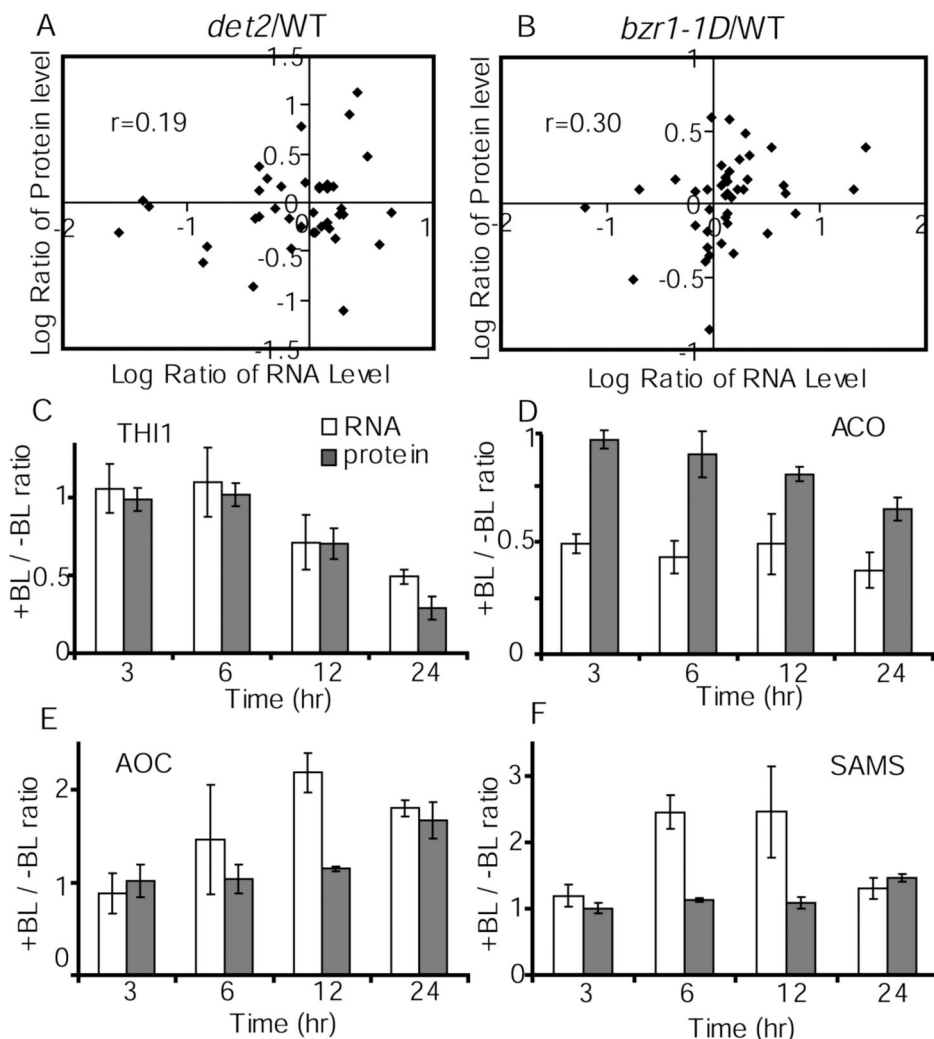 A
det2/WT
1.5
1
0.5
0
0
-0.5
-1
-1.5
-2
-1
1
r=0.19
Log Ratio of Protein level
Log Ratio of RNA Level
B
bzr1-1D/WT
1
0.5
0
0
-0.5
-1
-2
-1
1
2
r=0.30
Log Ratio of Protein level
Log Ratio of RNA Level
C
THI1
RNA
protein
+BL / -BL ratio
1
0.5
0
3 6 12 24
Time (hr)
D
ACO
+BL / -BL ratio
1
0.5
0
3 6 12 24
Time (hr)
E
AOC
+BL / -BL ratio
2
1
0
3 6 12 24
Time (hr)
F
SAMS
+BL / -BL ratio
3
2
1
0
3 6 12 24
Time (hr)